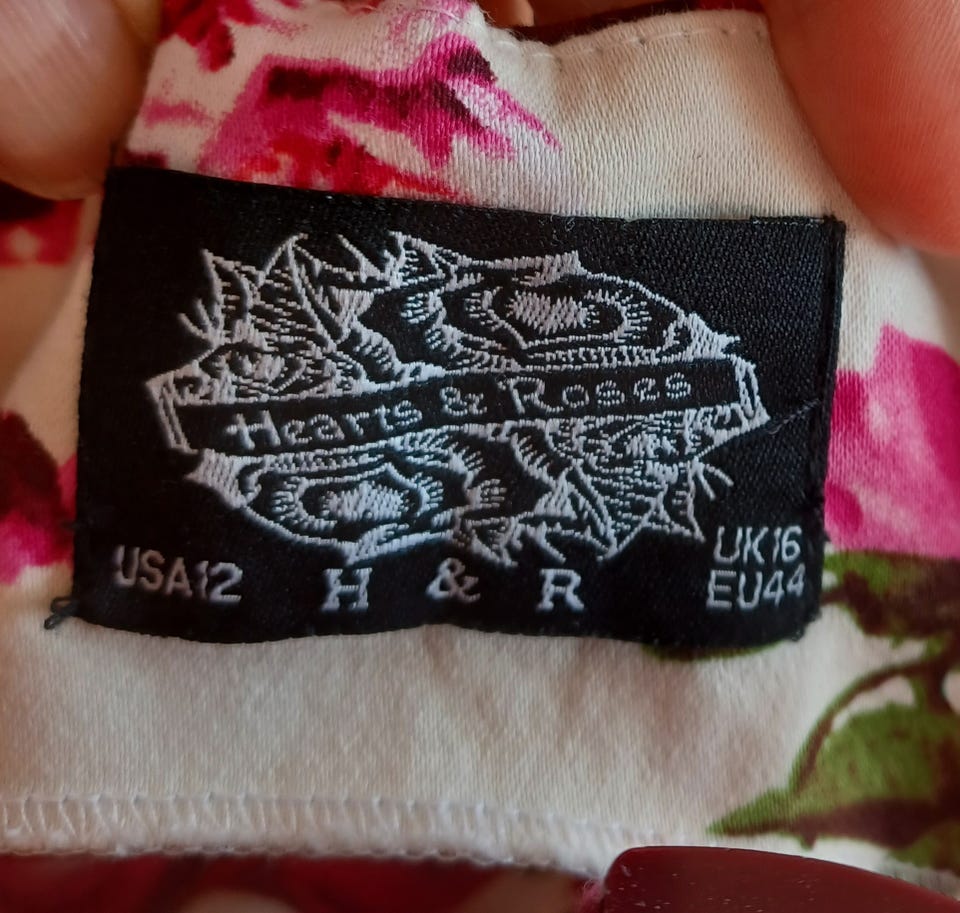 Hearts & Roses
USA12 H & R UK16
EU44